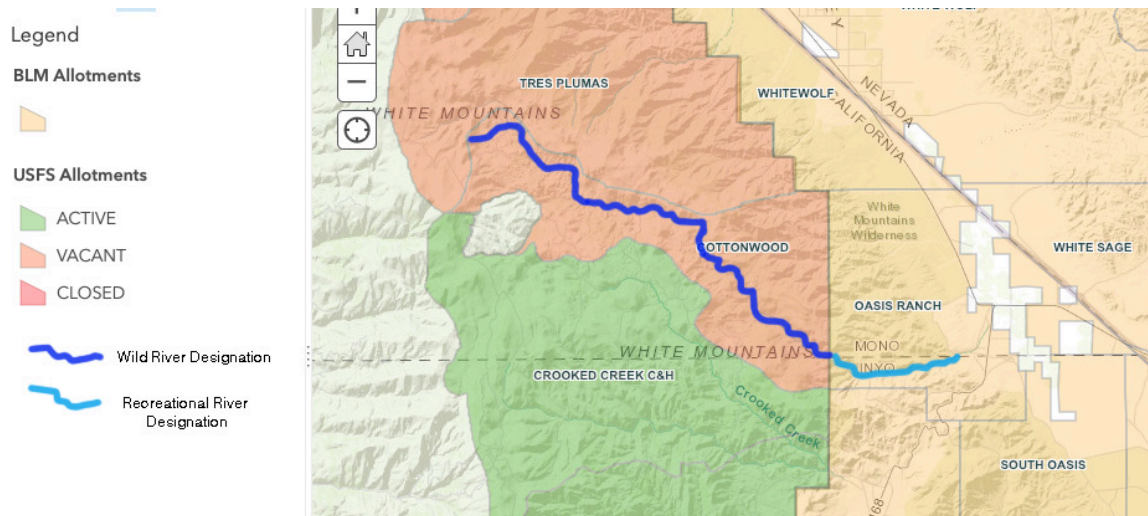 Legend
BLM Allotments
USFS Allotments
ACTIVE
VACANT
CLOSED
Wild River Designation
Recreational River
Designation
TRES PLUMAS
WHITE MOUNTAINS
WHITEWOLF
NEVADA
CALIFORNIA
White
Mountains
Wilderness
COTTONWOOD
WHITE SAGE
OASIS RANCH
MONO
INYO
WHITE MOUNTAINS
CROOKED CREEK C&H
Crooked Creek
SOUTH OASIS